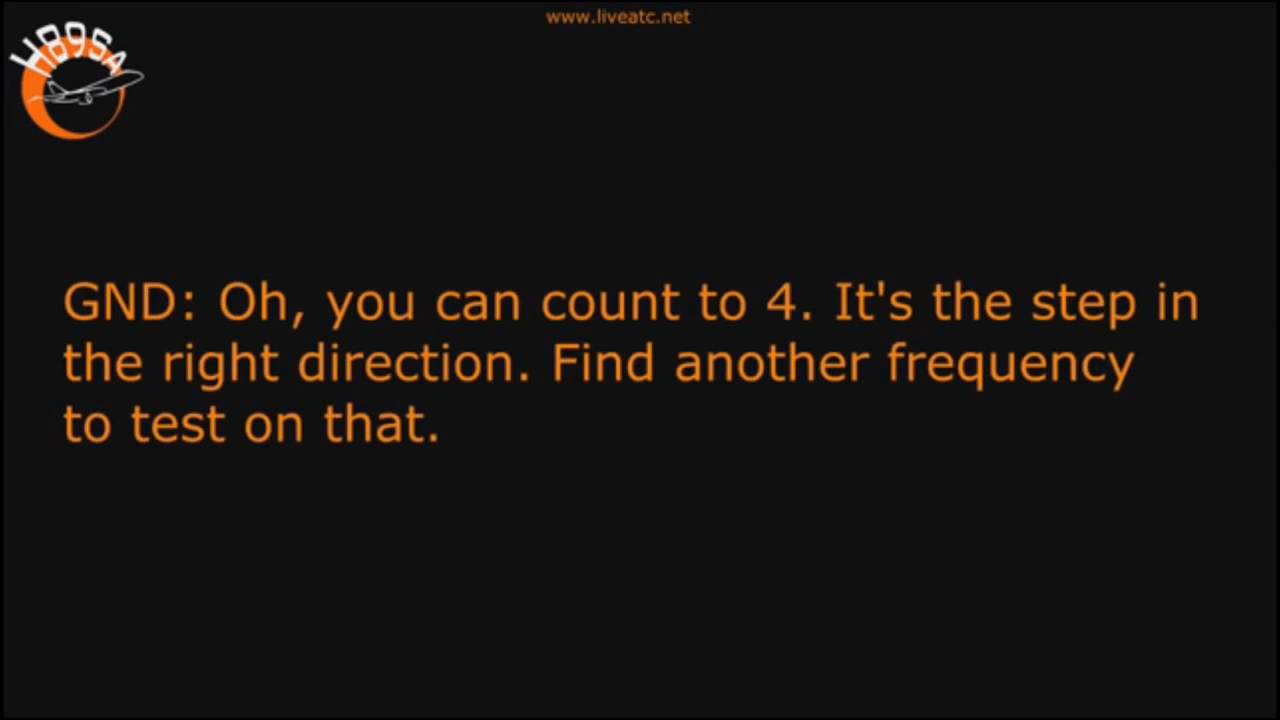 www.liveatc.net
H89SA
GND: Oh, you can count to 4. It's the step in
the right direction. Find another frequency
to test on that.